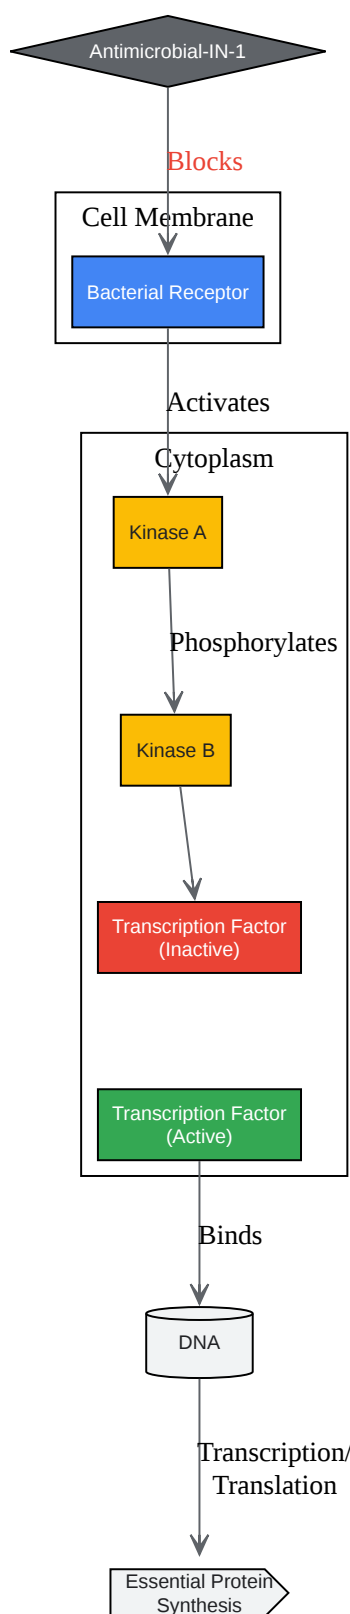 Antimicrobial-IN-1
Blocks
Cell Membrane
Bacterial Receptor
Activates
Cytoplasm
Kinase A
Phosphorylates
Kinase B
Transcription Factor
(Inactive)
Transcription Factor
(Active)
Binds
DNA
Transcription/
Translation
Essential Protein
Synthesis